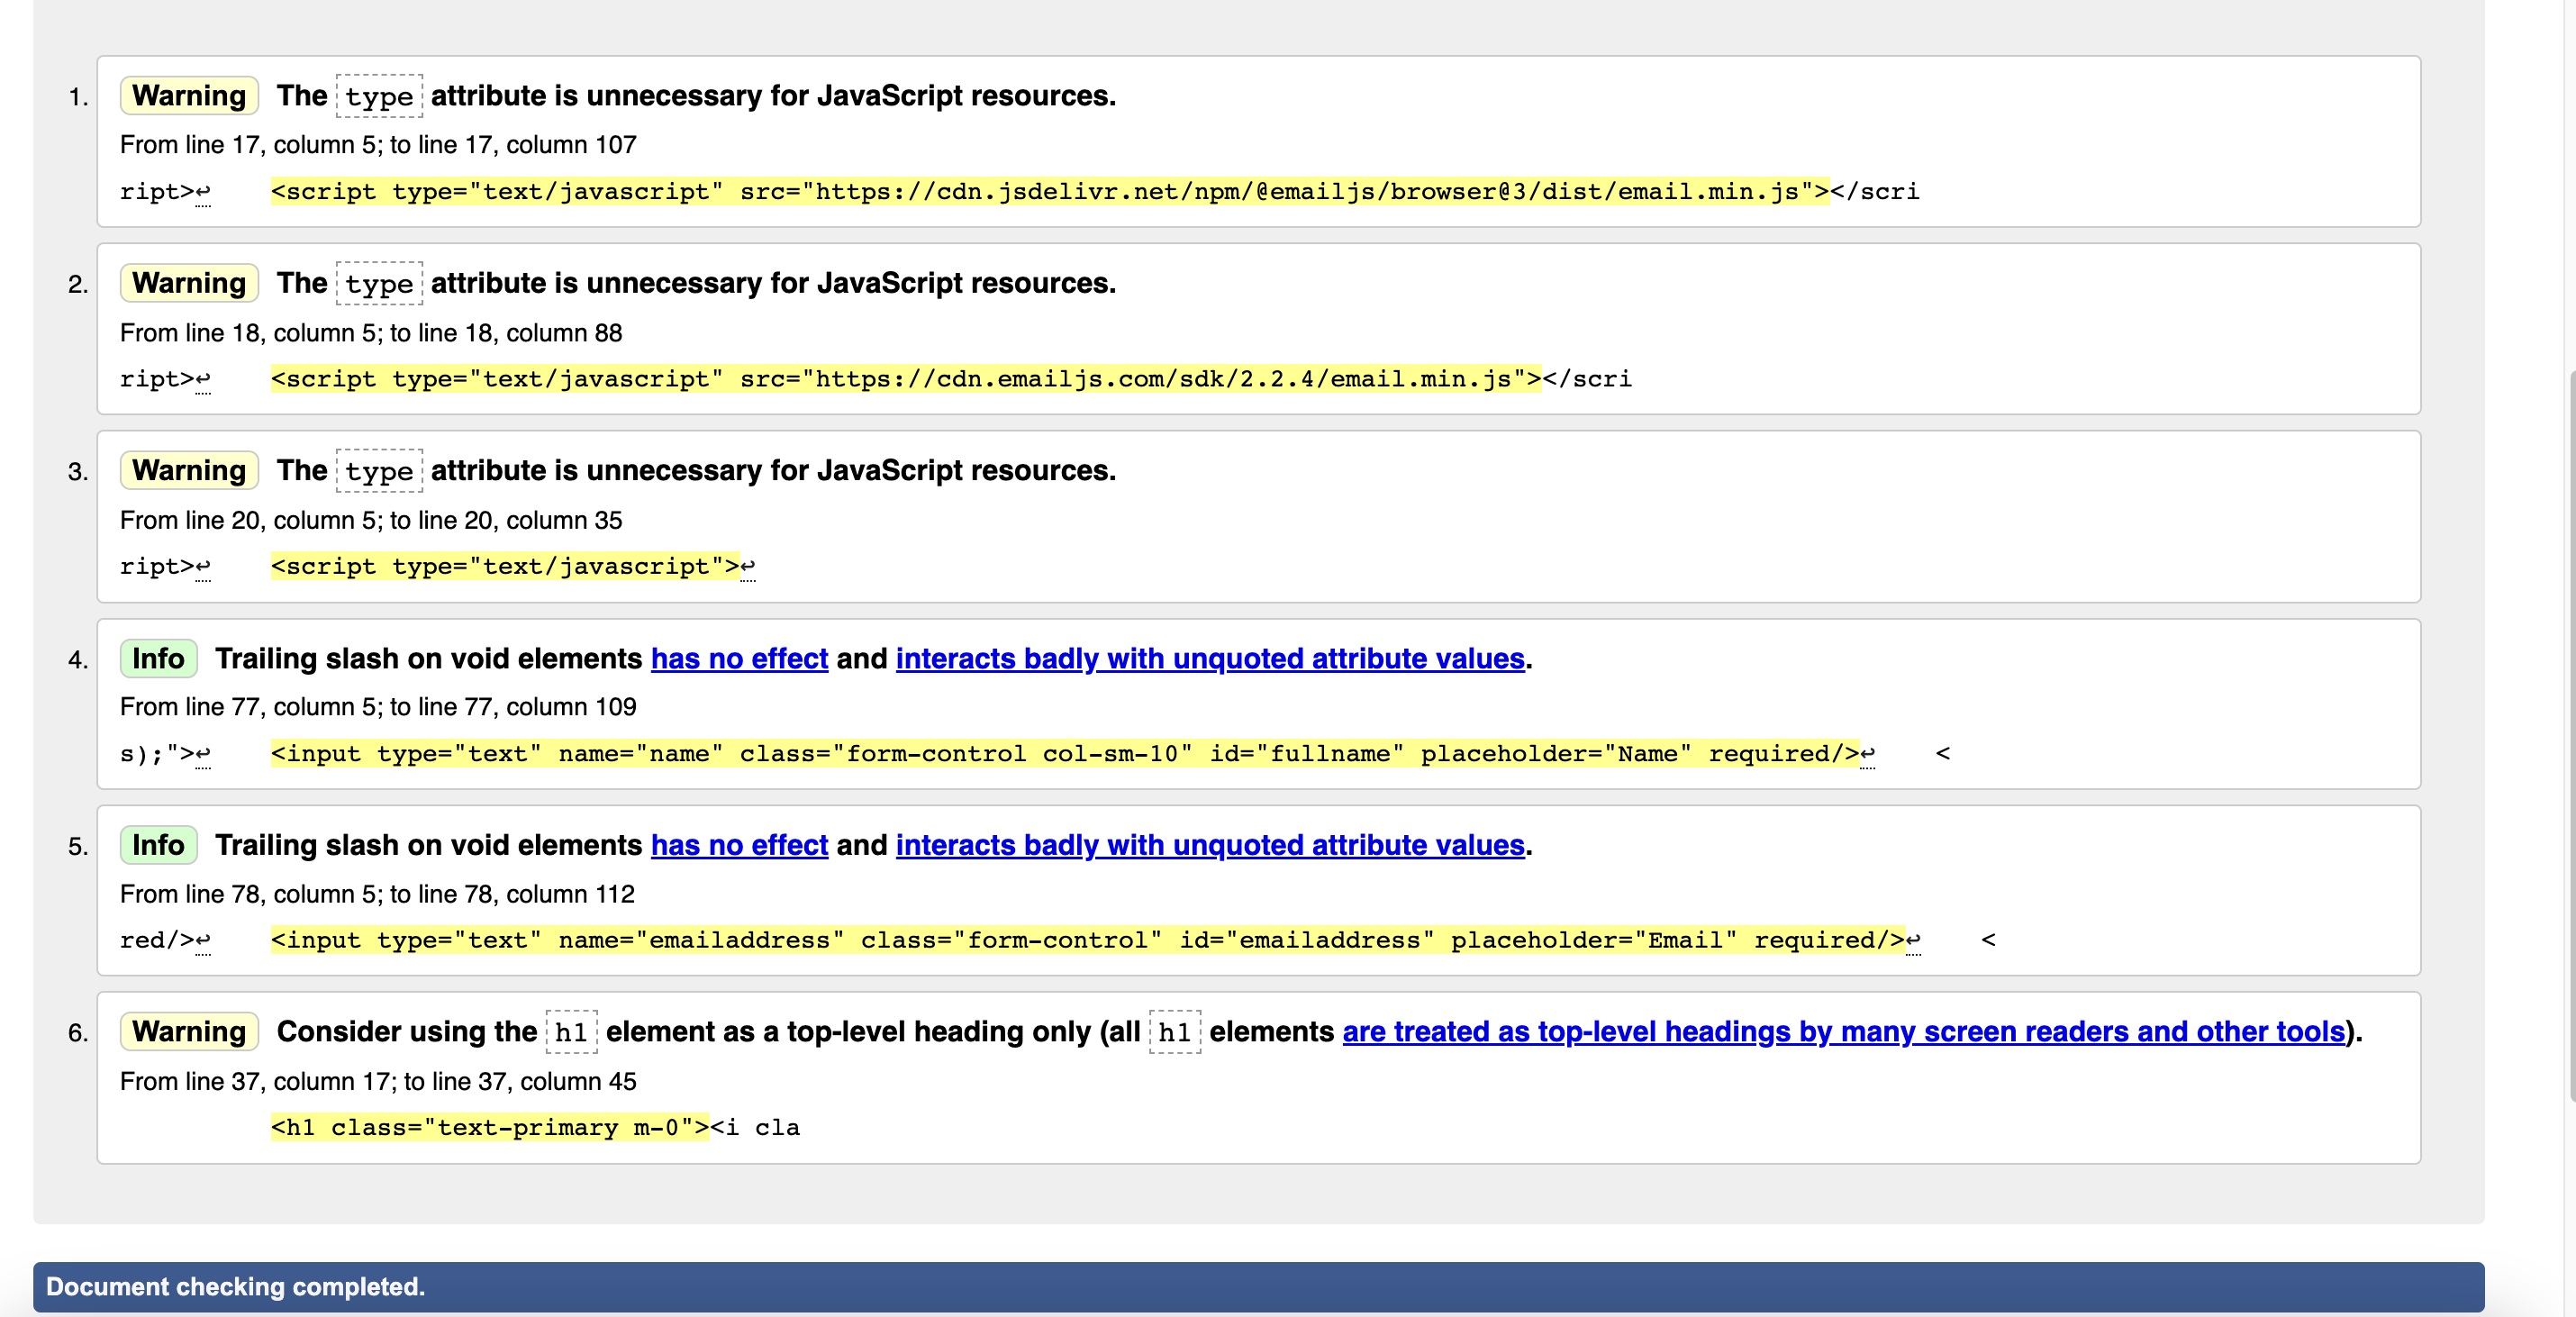 1. Warning The type attribute is unnecessary for JavaScript resources.
From line 17, column 5; to line 17, column 107
ript>↩ <script type="text/javascript" src="https://cdn.jsdelivr.net/npm/@emailjs/browser@3/dist/email.min.js"></scri
2. Warning The type attribute is unnecessary for JavaScript resources.
From line 18, column 5; to line 18, column 88
ript>↩ <script type="text/javascript" src="https://cdn.emailjs.com/sdk/2.2.4/email.min.js"></scri
3. Warning The type attribute is unnecessary for JavaScript resources.
From line 20, column 5; to line 20, column 35
ript>↩ <script type="text/javascript">↩
4. Info Trailing slash on void elements has no effect and interacts badly with unquoted attribute values.
From line 77, column 5; to line 77, column 109
s);">↩ <input type="text" name="name" class="form-control col-sm-10" id="fullname" placeholder="Name" required/>↩ <
5. Info Trailing slash on void elements has no effect and interacts badly with unquoted attribute values.
From line 78, column 5; to line 78, column 112
red/>↩ <input type="text" name="emailaddress" class="form-control" id="emailaddress" placeholder="Email" required/>↩ <
6. Warning Consider using the h1 element as a top-level heading only (all h1 elements are treated as top-level headings by many screen readers and other tools).
From line 37, column 17; to line 37, column 45
<h1 class="text-primary m-0"><i cla
Document checking completed.